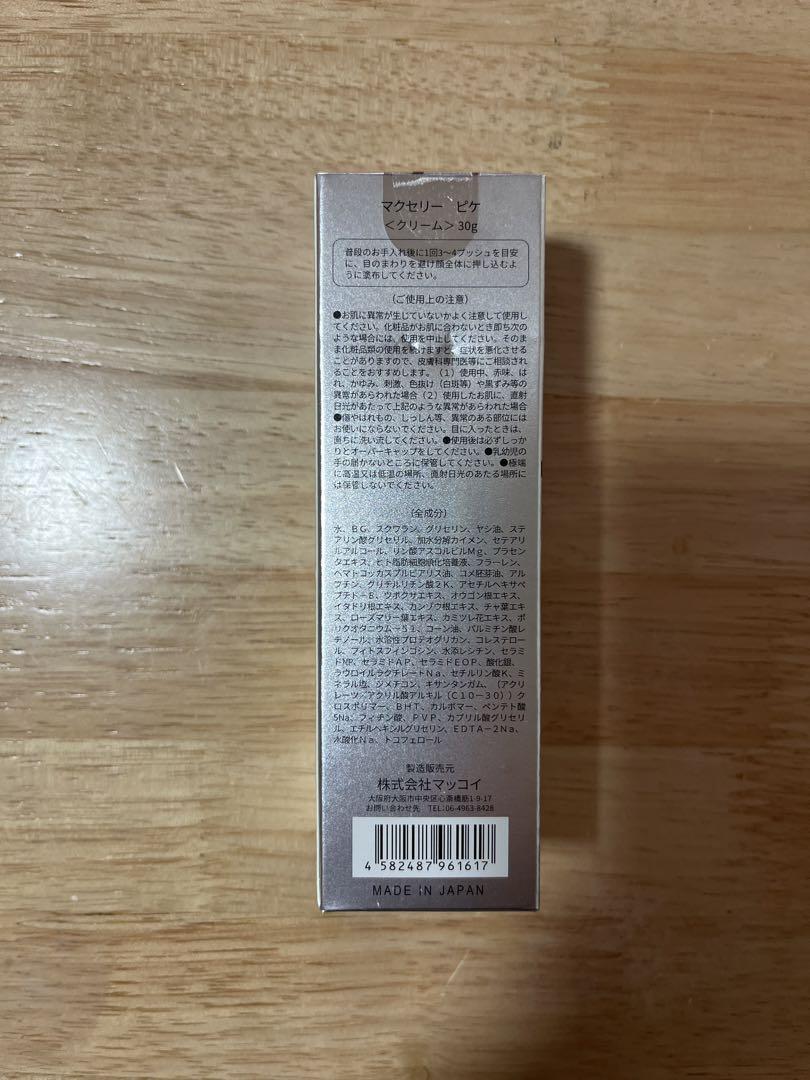 マクセリー ピケ
＜クリーム＞30g
普段のお手入れ後に1回3〜4プッシュを目安
に、目のまわりを避け顔全体に押し込むよ
うに塗布してください。
（ご使用上の注意）
●お肌に異常が生じていないかよく注意して使用し
てください。化粧品がお肌に合わないとき即ち次の
ような場合には、使用を中止してください。そのま
ま化粧品類の使用を続けますと、症状を悪化させる
ことがありますので、皮膚科専門医等にご相談され
ることをおすすめします。（1）使用中、赤味、は
れ、かゆみ、刺激、色抜け（白斑等）や黒ずみ等の
異常があらわれた場合（2）使用したお肌に、直射
日光があたって上記のような異常があらわれた場合
●傷やはれもの、しっしん等、異常のある部位には
お使いにならないでください。目に入ったときは、
直ちに洗い流してください。●使用後は必ずしっか
りとオーバーキャップをしてください。●乳幼児の
手の届かないところに保管してください。●極端
に高温又は低温の場所、直射日光のあたる場所に
は保管しないでください。
（全成分）
水、ＢＧ、スクワラン、グリセリン、ヤシ油、ステ
アリン酸グリセリル、加水分解カイメン、セテアリ
ルアルコール、リン酸アスコルビルＭｇ、プラセン
タエキス、ヒト脂肪細胞順化培養液、フラーレン、
ヘマトコッカスプルビアリス油、コメ胚芽油、アル
ブチン、グリチルリチン酸２Ｋ、アセチルヘキサペ
プチド－８、ツボクサエキス、オウゴン根エキス、
イタドリ根エキス、カンゾウ根エキス、チャ葉エキ
ス、ローズマリー葉エキス、カミツレ花エキス、ポ
リクオタニウム－５１、コーン油、パルミチン酸レ
チノール、水溶性プロテオグリカン、コレステロ
ール、フィトスフィンゴシン、水添レシチン、セラミ
ドNP、セラミドＡＰ、セラミドＥＯＰ、酸化銀、
ラウロイルラクチレートＮａ、セチルリン酸Ｋ、ミ
ネラル塩、ジメチコン、キサンタンガム、（アクリ
レーツ／アクリル酸アルキル（Ｃ１０－３０））ク
ロスポリマー、ＢＨＴ、カルボマー、ペンテト酸
5Na、フィチン酸、ＰＶＰ、カプリル酸グリセリ
ル、エチルヘキシルグリセリン、ＥＤＴＡ－２Ｎａ、
水酸化Ｎａ、トコフェロール
製造販売元
株式会社マッコイ
大阪府大阪市中央区心斎橋筋1-9-17
お問い合わせ先 TEL:06-4963-8428
4 582487 961617
MADE IN JAPAN